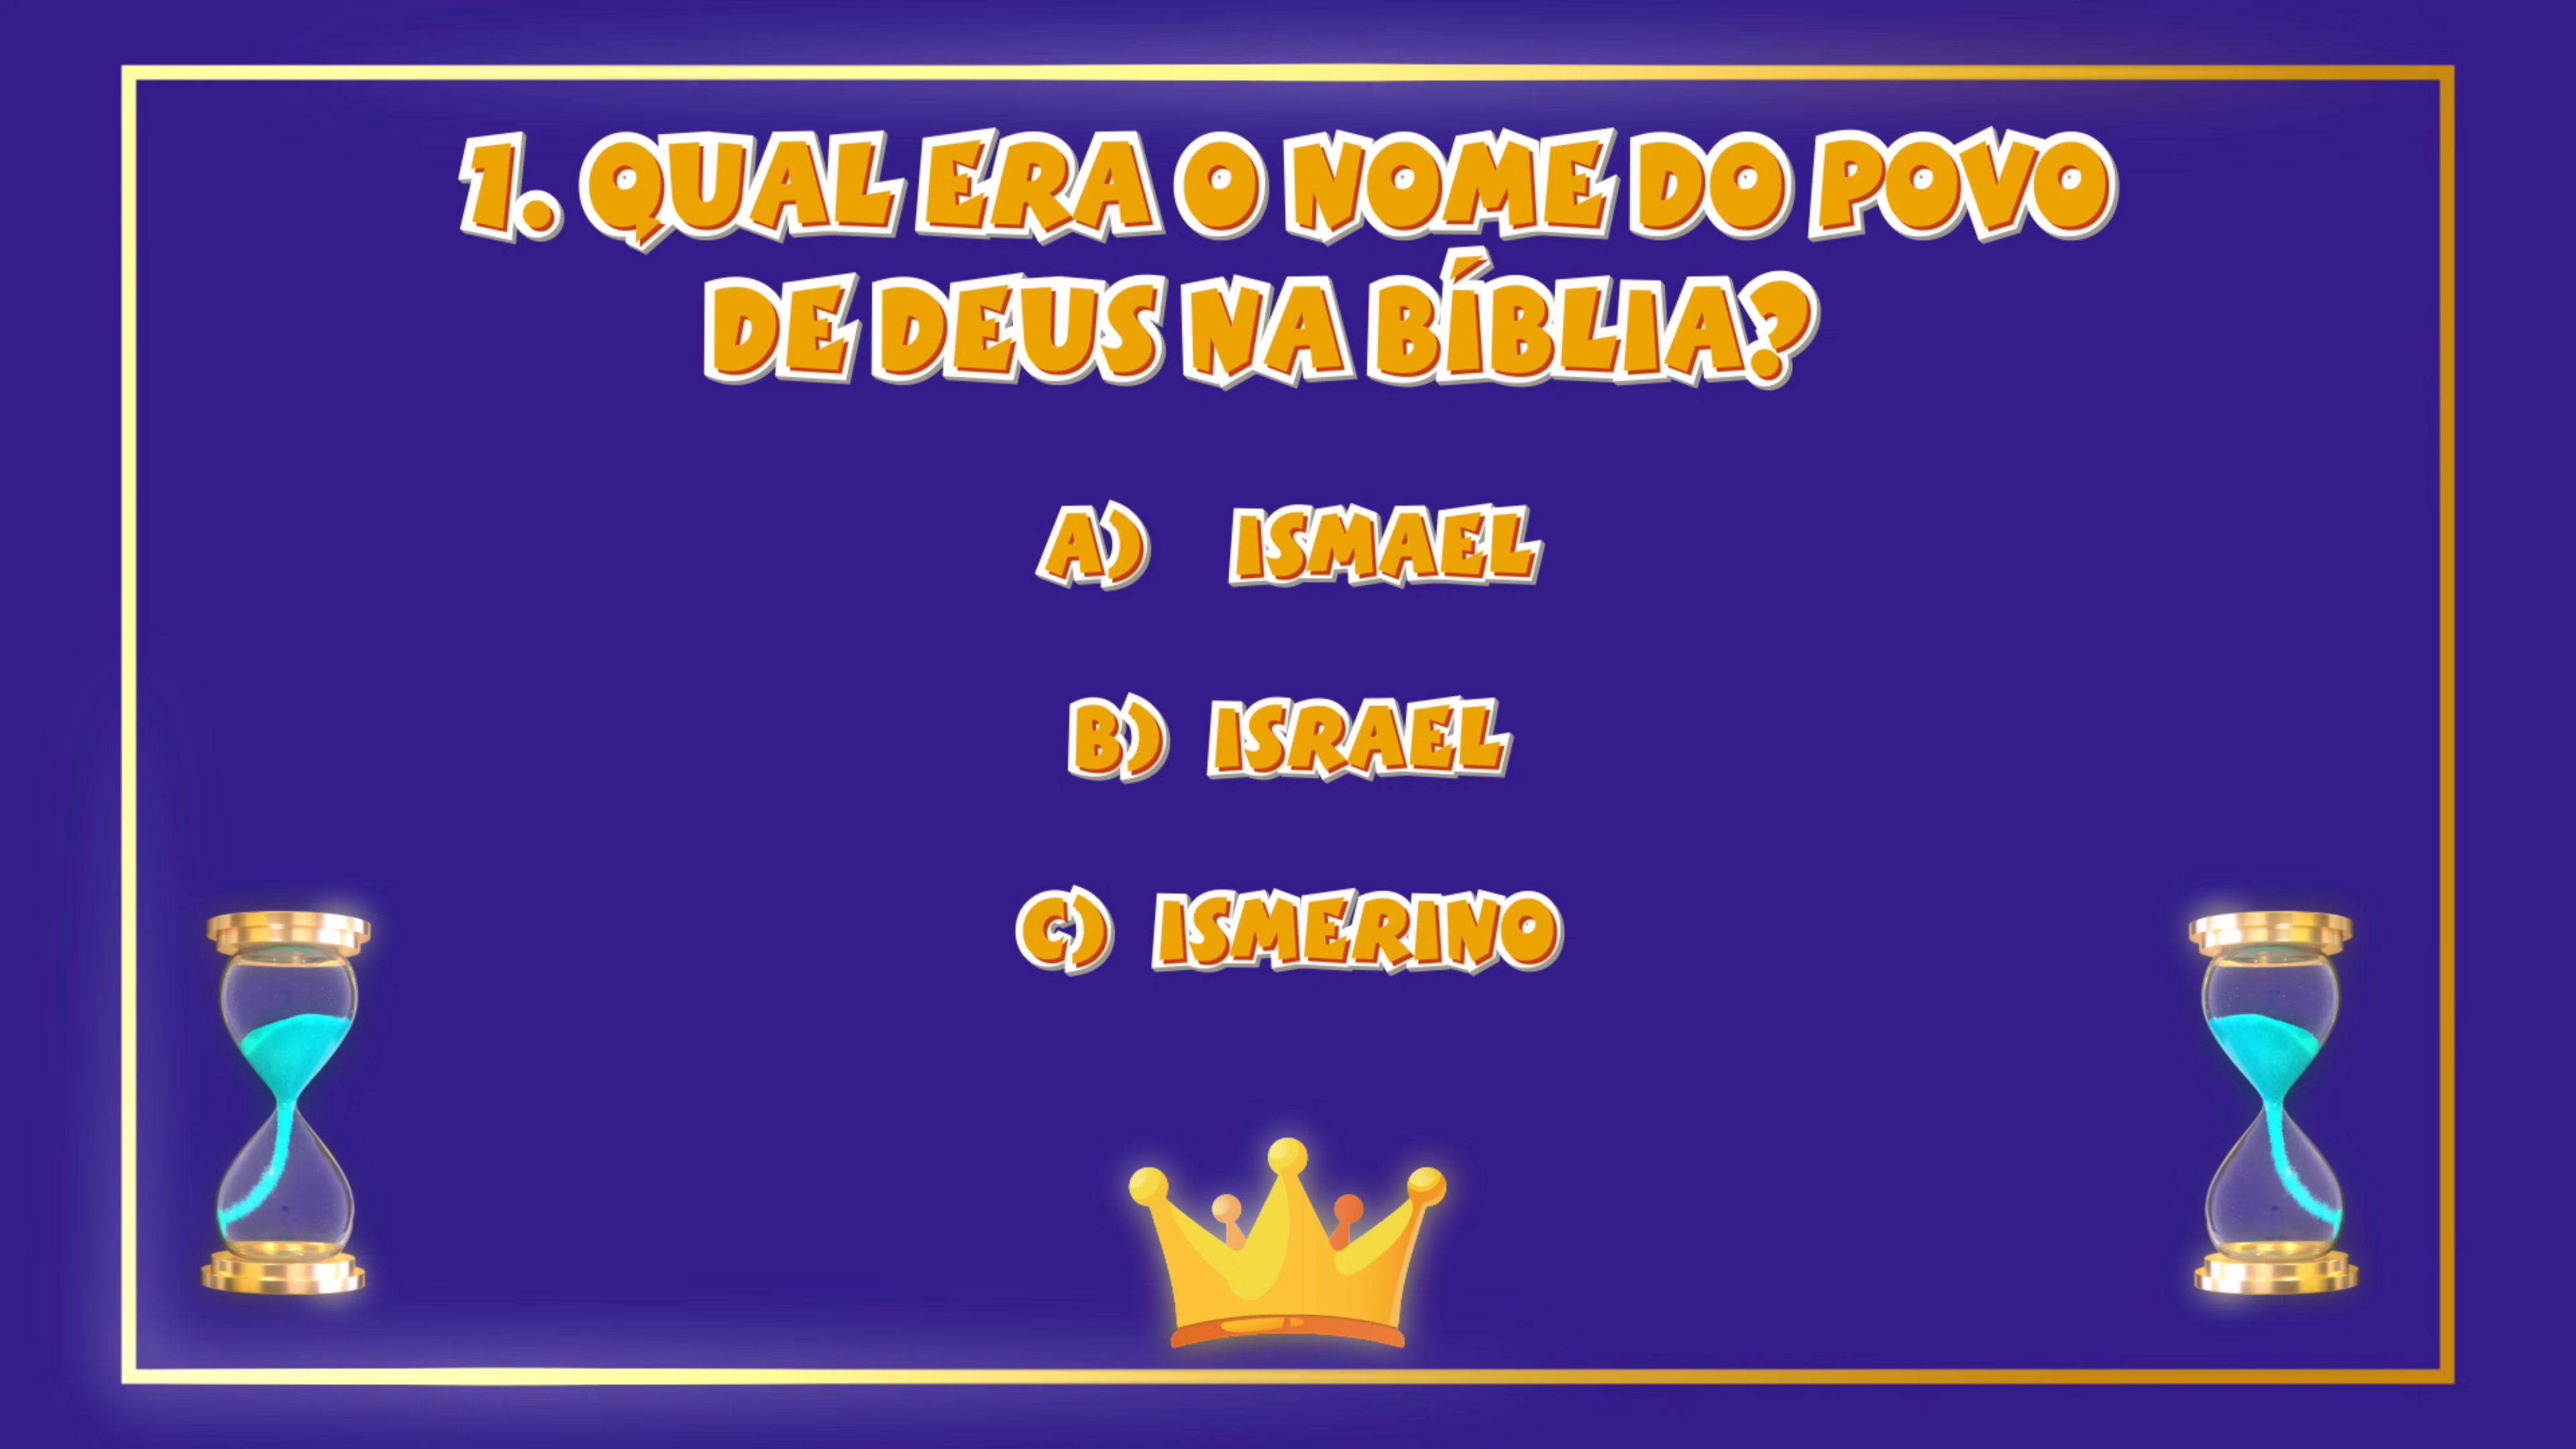 1. QUAL ERA O NOME DO POVO
DE DEUS NA BÍBLIA?
A) ISMAEL
B) ISRAEL
C) ISMERINO